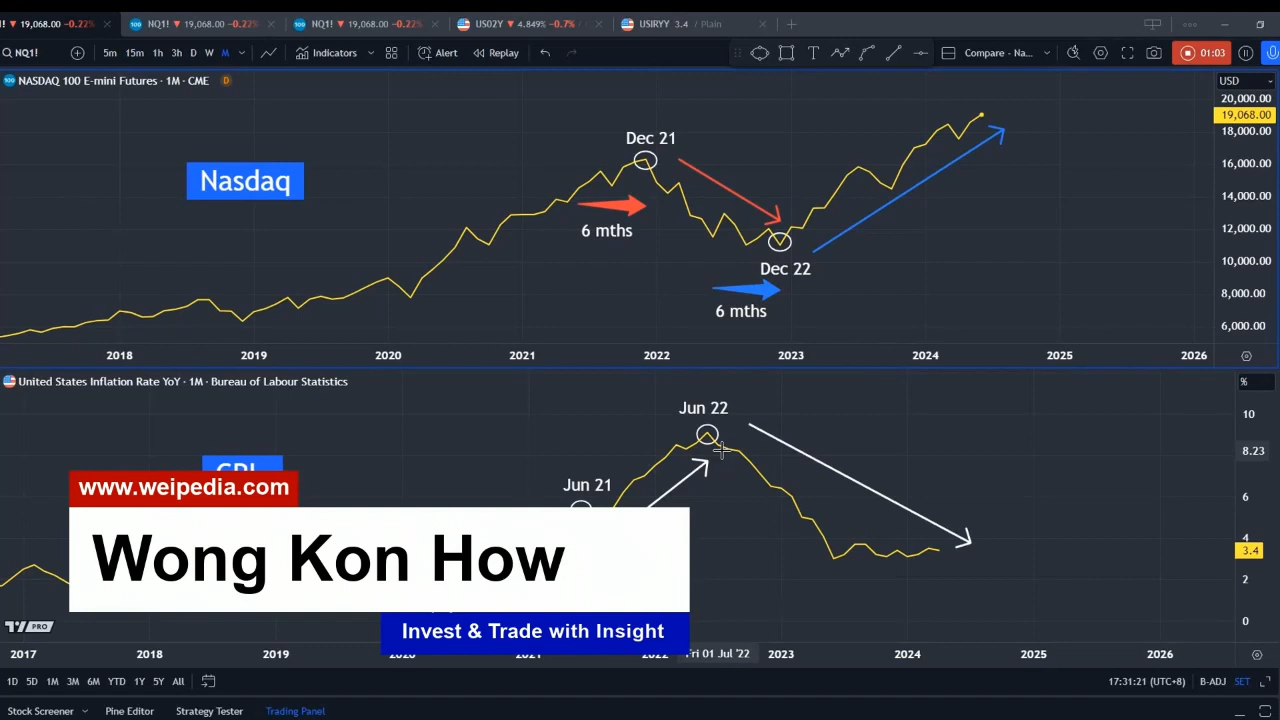 ! ▼ 19,068.00 −0.22%
NQ1! ▼ 19,068.00 −0.22%
NQ1! ▼ 19,068.00 −0.22%
US02Y ▼ 4.849% −0.7% /
USIRYY 3.4 / Plain
NQ1!
5m 15m 1h 3h D W M
Indicators
Alert
Replay
Compare - Na...
01:03
100 NASDAQ 100 E-mini Futures · 1M · CME D
USD
20,000.00
19,068.00
18,000.00
16,000.00
14,000.00
12,000.00
10,000.00
8,000.00
6,000.00
Nasdaq
Dec 21
6 mths
Dec 22
6 mths
2018 2019 2020 2021 2022 2023 2024 2025 2026
United States Inflation Rate YoY · 1M · Bureau of Labour Statistics
%
10
8.23
6
4
3.4
2
0
Jun 22
Jun 21
www.weipedia.com
Wong Kon How
Invest & Trade with Insight
PRO
2017 2018 2019 2020 2021 2022 Fri 01 Jul '22 2023 2024 2025 2026
1D 5D 1M 3M 6M YTD 1Y 5Y All
17:31:21 (UTC+8) B-ADJ SET
Stock Screener Pine Editor Strategy Tester Trading Panel